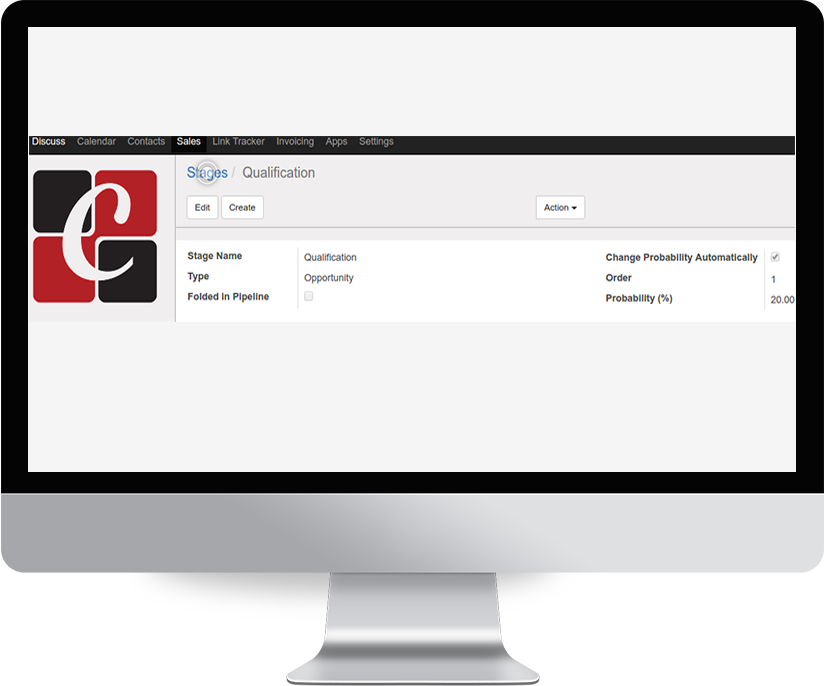 Discuss Calendar Contacts Sales Link Tracker Invoicing Apps Settings
C
Stages / Qualification
Edit Create Action
Stage Name Qualification Change Probability Automatically
Type Opportunity Order 1
Folded in Pipeline Probability (%) 20.00